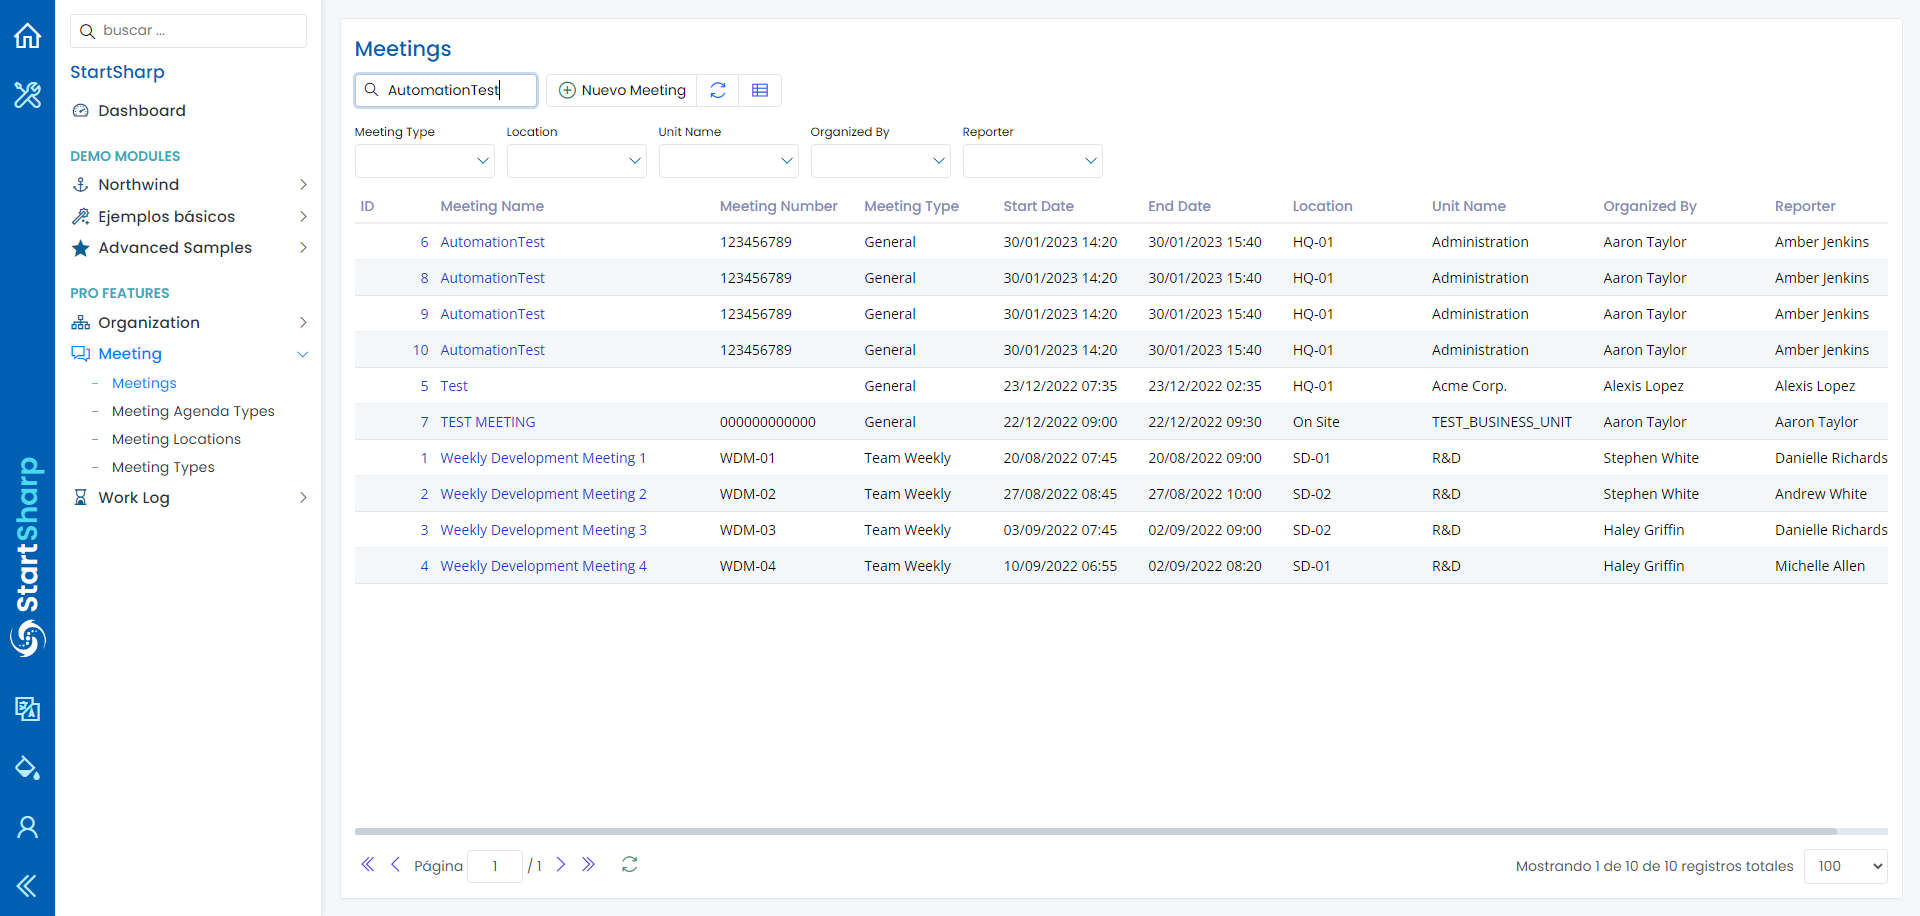 buscar ...
StartSharp
Dashboard
DEMO MODULES
Northwind
Ejemplos básicos
Advanced Samples
PRO FEATURES
Organization
Meeting
Meetings
Meeting Agenda Types
Meeting Locations
Meeting Types
Work Log
StartSharp
Meetings
AutomationTest Nuevo Meeting
Meeting Type Location Unit Name Organized By Reporter
ID Meeting Name Meeting Number Meeting Type Start Date End Date Location Unit Name Organized By Reporter
6 AutomationTest 123456789 General 30/01/2023 14:20 30/01/2023 15:40 HQ-01 Administration Aaron Taylor Amber Jenkins
8 AutomationTest 123456789 General 30/01/2023 14:20 30/01/2023 15:40 HQ-01 Administration Aaron Taylor Amber Jenkins
9 AutomationTest 123456789 General 30/01/2023 14:20 30/01/2023 15:40 HQ-01 Administration Aaron Taylor Amber Jenkins
10 AutomationTest 123456789 General 30/01/2023 14:20 30/01/2023 15:40 HQ-01 Administration Aaron Taylor Amber Jenkins
5 Test General 23/12/2022 07:35 23/12/2022 02:35 HQ-01 Acme Corp. Alexis Lopez Alexis Lopez
7 TEST MEETING 000000000000 General 22/12/2022 09:00 22/12/2022 09:30 On Site TEST_BUSINESS_UNIT Aaron Taylor Aaron Taylor
1 Weekly Development Meeting 1 WDM-01 Team Weekly 20/08/2022 07:45 20/08/2022 09:00 SD-01 R&D Stephen White Danielle Richards
2 Weekly Development Meeting 2 WDM-02 Team Weekly 27/08/2022 08:45 27/08/2022 10:00 SD-02 R&D Stephen White Andrew White
3 Weekly Development Meeting 3 WDM-03 Team Weekly 03/09/2022 07:45 02/09/2022 09:00 SD-02 R&D Haley Griffin Danielle Richards
4 Weekly Development Meeting 4 WDM-04 Team Weekly 10/09/2022 06:55 02/09/2022 08:20 SD-01 R&D Haley Griffin Michelle Allen
Página 1 / 1 Mostrando 1 de 10 de 10 registros totales 100